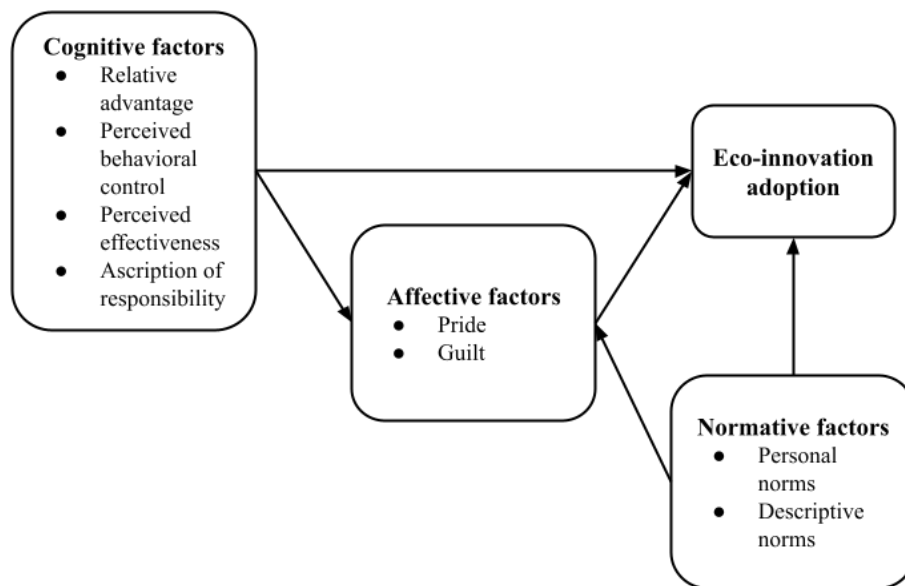 Cognitive factors
● Relative
advantage
● Perceived
behavioral
control
● Perceived
effectiveness
● Ascription of
responsibility
Eco-innovation
adoption
Affective factors
● Pride
● Guilt
Normative factors
● Personal
norms
● Descriptive
norms